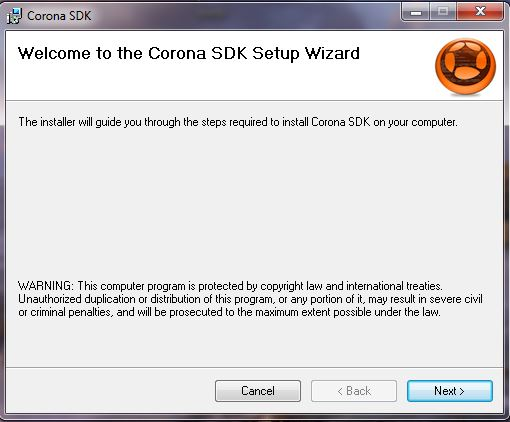 Corona SDK
Welcome to the Corona SDK Setup Wizard
The installer will guide you through the steps required to install Corona SDK on your computer.
WARNING: This computer program is protected by copyright law and international treaties.
Unauthorized duplication or distribution of this program, or any portion of it, may result in severe civil
or criminal penalties, and will be prosecuted to the maximum extent possible under the law.
Cancel
< Back
Next >